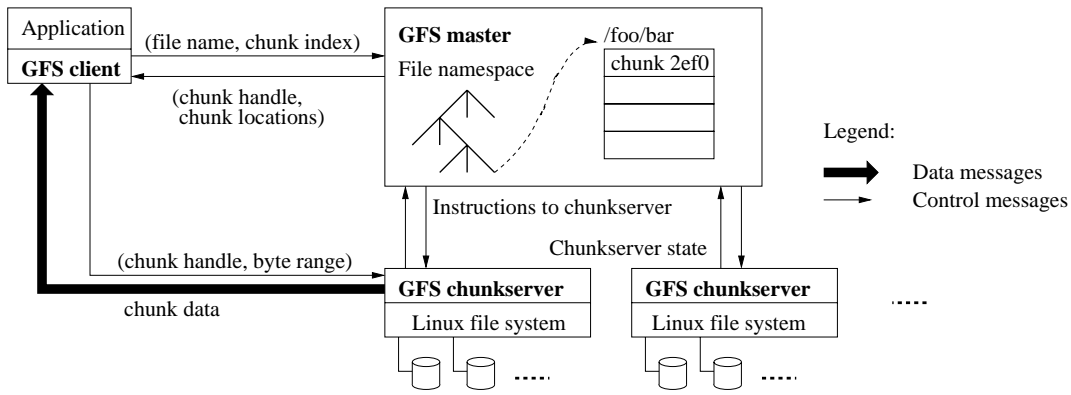 Application
GFS client
(file name, chunk index)
(chunk handle,
chunk locations)
GFS master
File namespace
/foo/bar
chunk 2ef0
Legend:
Data messages
Control messages
Instructions to chunkserver
Chunkserver state
(chunk handle, byte range)
chunk data
GFS chunkserver
Linux file system
GFS chunkserver
Linux file system